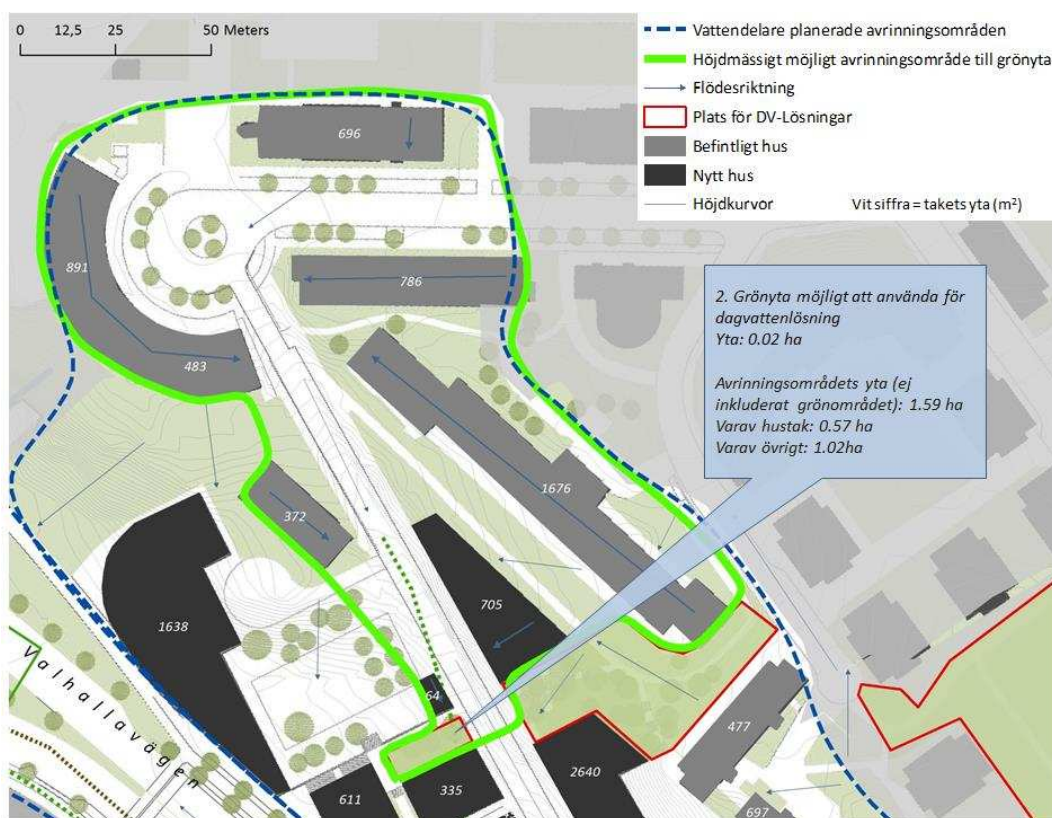 0 12,5 25 50 Meters
Vattendelare planerade avrinningsområden
Höjdmässigt möjligt avrinningsområde till grönyta
Flödesriktning
Plats för DV-Lösningar
Befintligt hus
Nytt hus
Höjdkurvor Vit siffra = takets yta (m²)
696
891
786
483
2. Grönyta möjligt att använda för
dagvattenlösning
Yta: 0.02 ha
Avrinningsområdets yta (ej
inkluderat grönområdet): 1.59 ha
Varav hustak: 0.57 ha
Varav övrigt: 1.02ha
1676
372
705
1638
64
477
2640
611
335
697
Valhallavägen